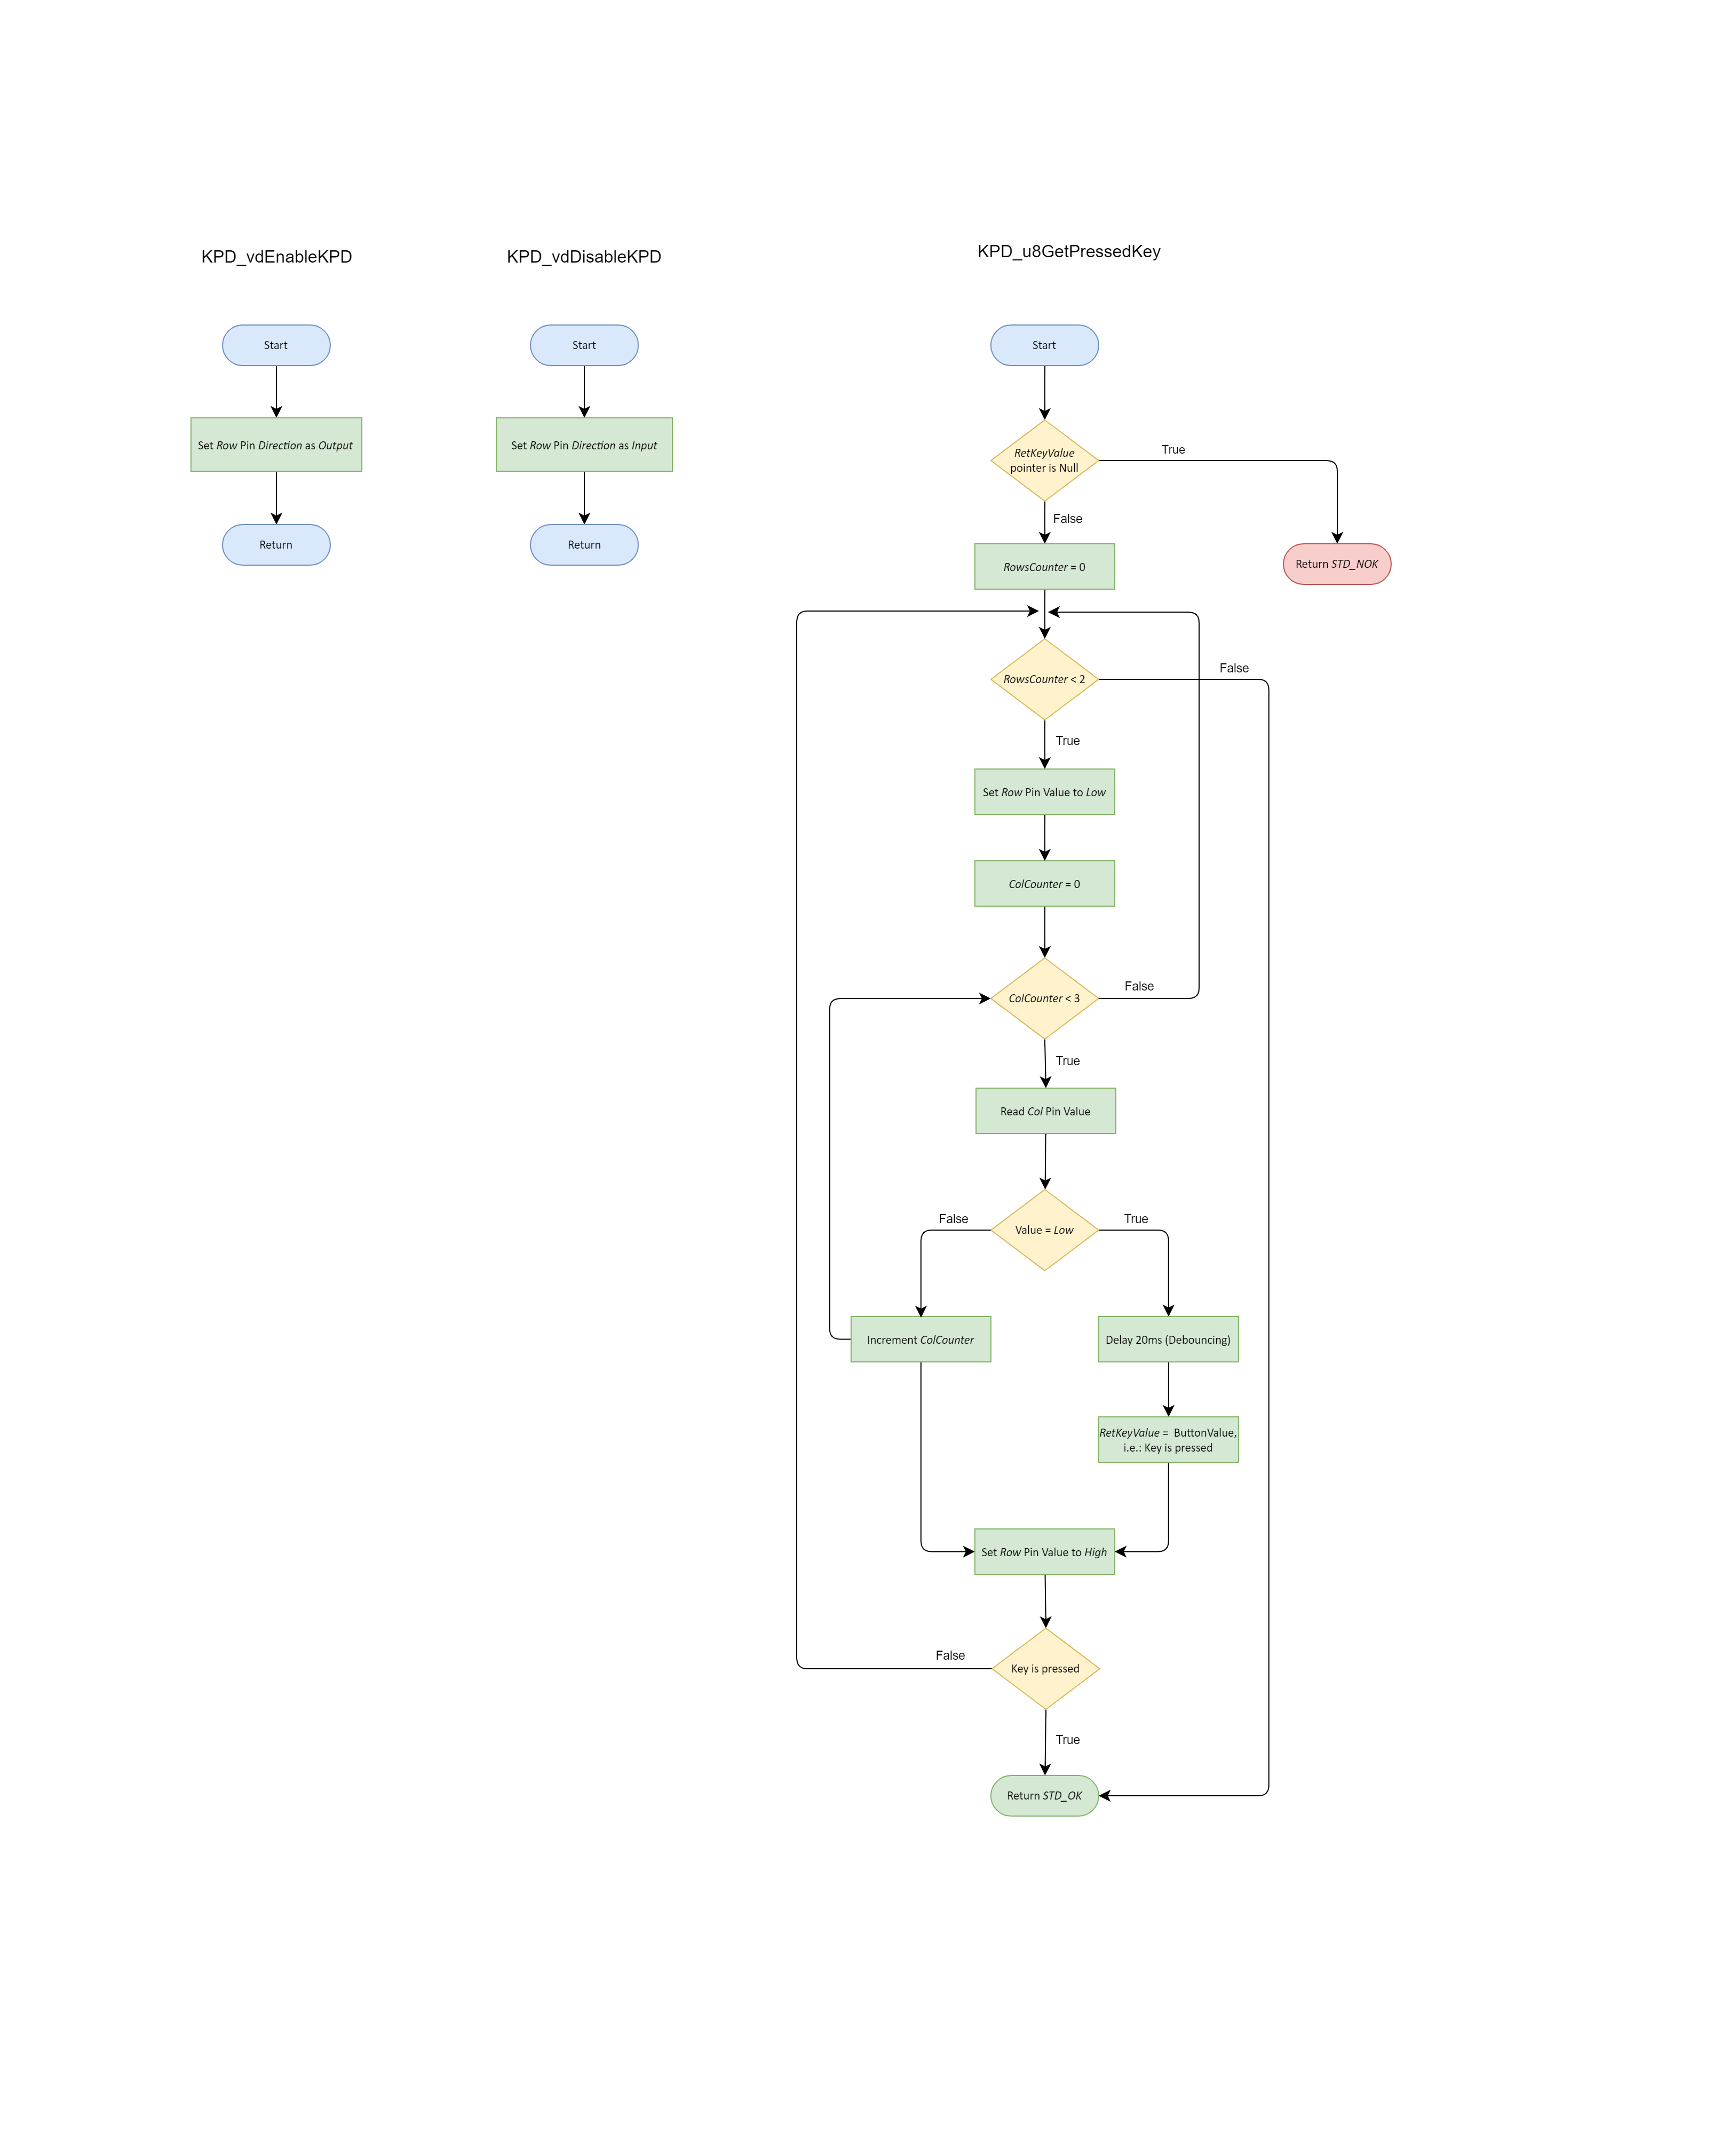 KPD_vdEnableKPD
Start
Set Row Pin Direction as Output
Return
KPD_vdDisableKPD
Start
Set Row Pin Direction as Input
Return
KPD_u8GetPressedKey
Start
RetKeyValue
pointer is Null
True
False
Return STD_NOK
RowsCounter = 0
RowsCounter < 2
False
True
Set Row Pin Value to Low
ColCounter = 0
ColCounter < 3
False
True
Read Col Pin Value
Value = Low
False
True
Increment ColCounter
Delay 20ms (Debouncing)
RetKeyValue = ButtonValue,
i.e.: Key is pressed
Set Row Pin Value to High
Key is pressed
False
True
Return STD_OK